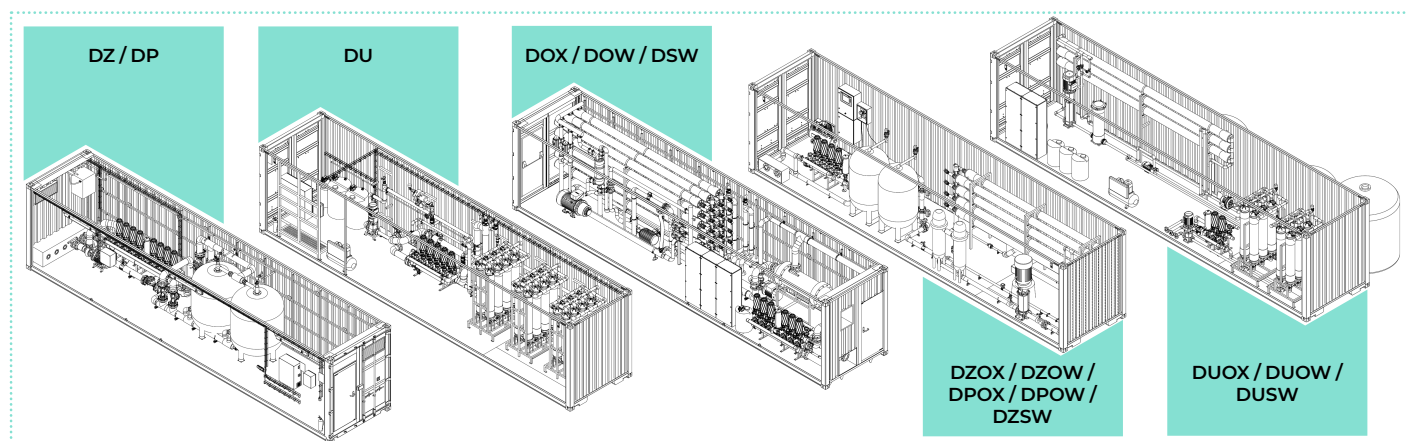 DZ / DP
DU
DOX / DOW / DSW
DZOX / DZOW /
DPOX / DPOW /
DZSW
DUOX / DUOW /
DUSW